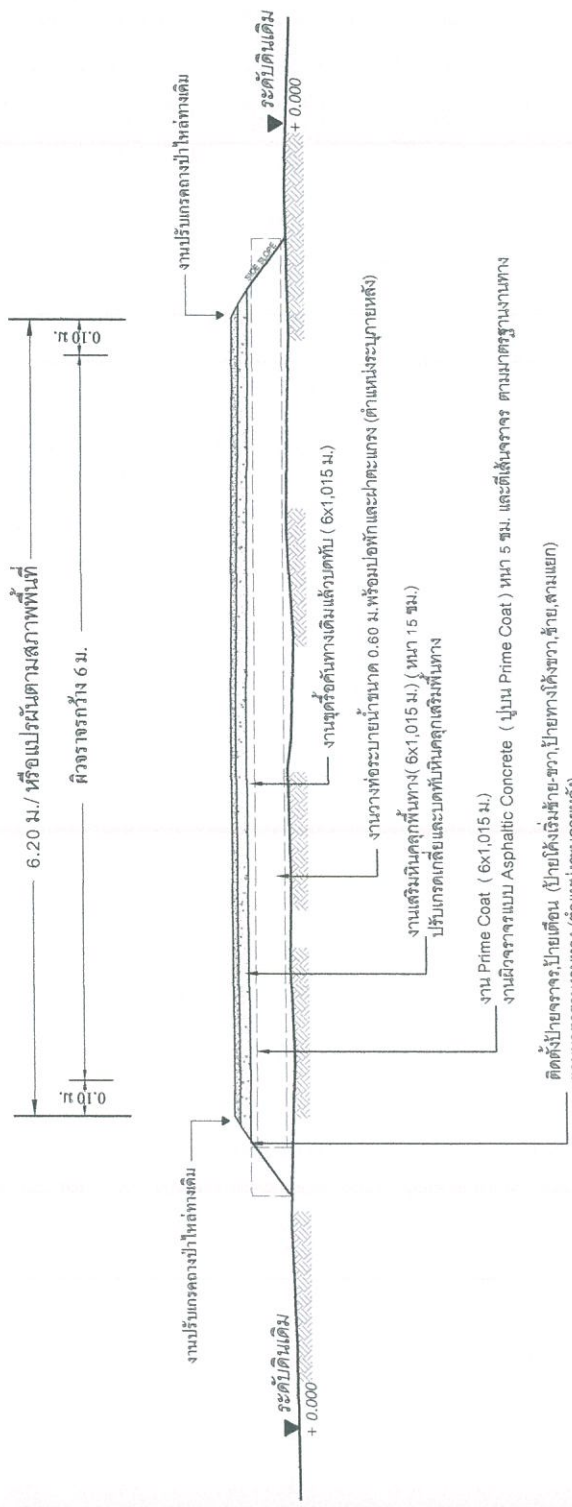 6.20 ม./ หรือแปรผันตามสภาพพื้นที่
0.10 ม.
ผิวจราจรกว้าง 6 ม.
0.10 ม.
งานปรับเกรดถางป่าไหล่ทางเดิม
งานปรับเกรดถางป่าไหล่ทางเดิม
SIDE SLOPE
ระดับดินเดิม
+ 0.000
ระดับดินเดิม
+ 0.000
งานขุดรื้อคันทางเดิมแล้วบดทับ ( 6x1,015 ม.)
งานวางท่อระบายน้ำขนาด 0.60 ม.พร้อมบ่อพักและฝาตะแกรง (ตำแหน่งระบุภายหลัง)
งานเสริมหินคลุกพื้นทาง( 6x1,015 ม.) ( หนา 15 ซม.)
ปรับเกรดเกลี่ยและบดทับหินคลุกเสริมพื้นทาง
งาน Prime Coat ( 6x1,015 ม.)
งานผิวจราจรแบบ Asphaltic Concrete ( ปูบน Prime Coat ) หนา 5 ซม. และตีเส้นจราจร ตามมาตรฐานงานทาง
ติดตั้งป้ายจราจร,ป้ายเตือน (ป้ายโค้งเริ่มซ้าย-ขวา,ป้ายทางโค้งขวา,ซ้าย,สามแยก)